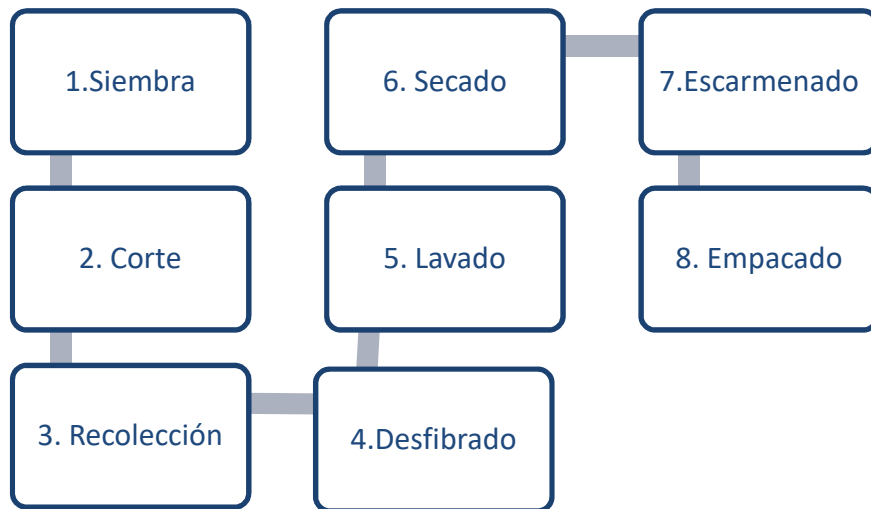 1.Siembra
2. Corte
3. Recolección
4.Desfibrado
5. Lavado
6. Secado
7.Escarmenado
8. Empacado